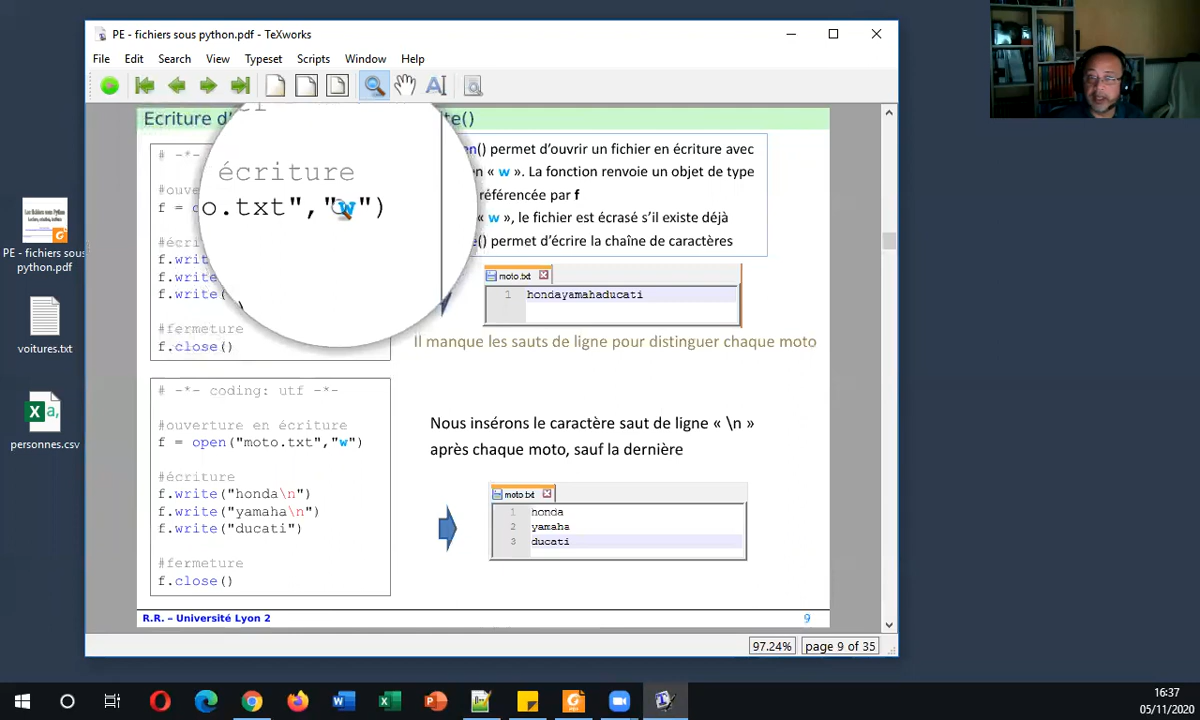 PE - fichiers sous python.pdf - TeXworks
File Edit Search View Typeset Scripts Window Help
Ecriture d' te()
# -*-
#ouve
f =
#écri
f.writ
f.writ
f.write(
#fermeture
f.close()
écriture
o.txt","w")
en() permet d'ouvrir un fichier en écriture avec
en « w ». La fonction renvoie un objet de type
référencée par f
« w », le fichier est écrasé s'il existe déjà
e() permet d'écrire la chaîne de caractères
moto.txt
1 hondayamahaducati
Il manque les sauts de ligne pour distinguer chaque moto
# -*- coding: utf -*-
#ouverture en écriture
f = open("moto.txt","w")
#écriture
f.write("honda\n")
f.write("yamaha\n")
f.write("ducati")
#fermeture
f.close()
Nous insérons le caractère saut de ligne « \n »
après chaque moto, sauf la dernière
moto.txt
1 honda
2 yamaha
3 ducati
R.R. – Université Lyon 2
9
97.24% page 9 of 35
PE - fichiers sous
python.pdf
voitures.txt
personnes.csv
16:37
05/11/2020